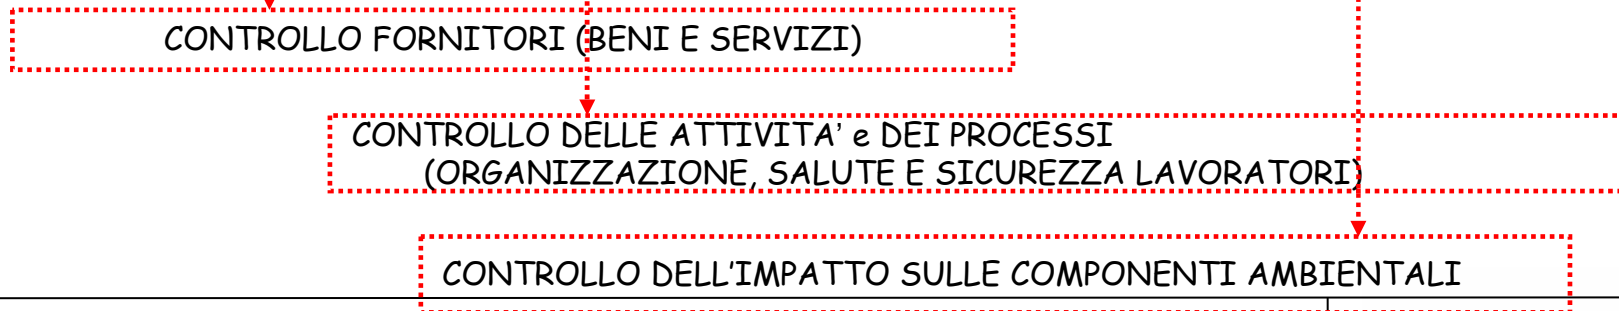 CONTROLLO FORNITORI (BENI E SERVIZI)
CONTROLLO DELLE ATTIVITA’ e DEI PROCESSI
(ORGANIZZAZIONE, SALUTE E SICUREZZA LAVORATORI)
CONTROLLO DELL’IMPATTO SULLE COMPONENTI AMBIENTALI